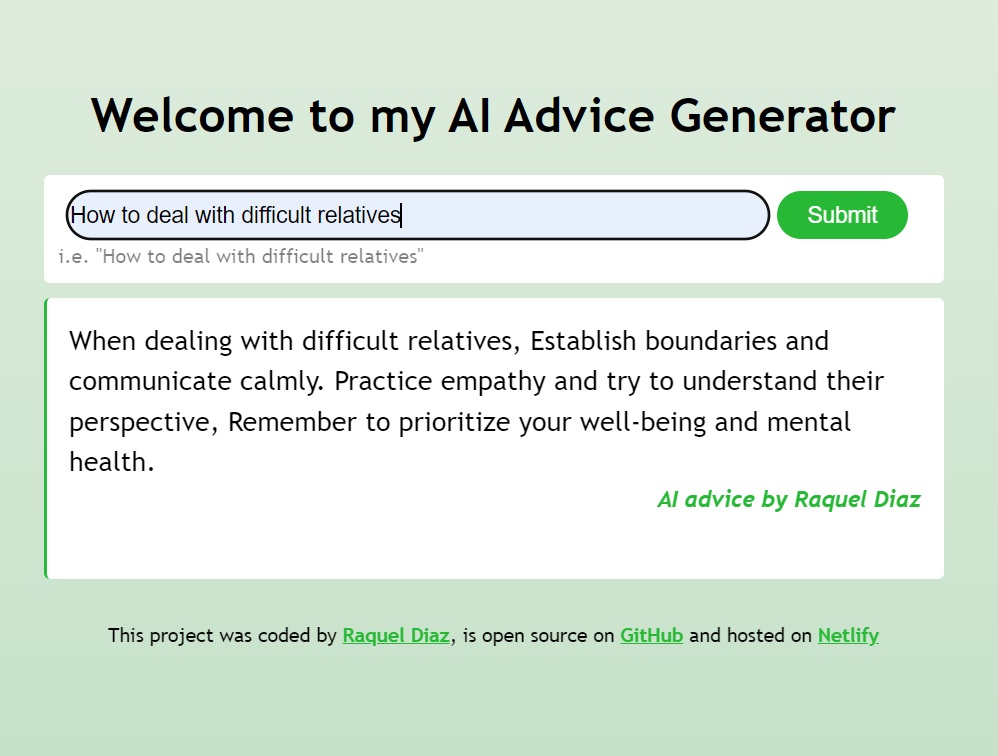 Welcome to my AI Advice Generator
How to deal with difficult relatives
Submit
i.e. "How to deal with difficult relatives"
When dealing with difficult relatives, Establish boundaries and
communicate calmly. Practice empathy and try to understand their
perspective, Remember to prioritize your well-being and mental
health.
AI advice by Raquel Diaz
This project was coded by Raquel Diaz, is open source on GitHub and hosted on Netlify